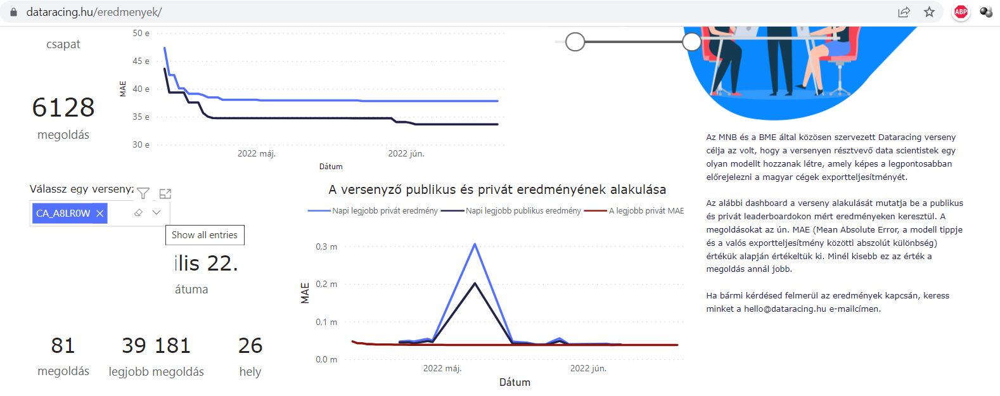 dataracing.hu/eredmenyek/
ABP
csapat
6128
megoldás
50 e
45 e
40 e
35 e
30 e
MAE
2022 máj.
2022 jún.
Dátum
Az MNB és a BME által közösen szervezett Dataracing verseny
célja az volt, hogy a versenyen résztvevő data scientistek egy
olyan modellt hozzanak létre, amely képes a legpontosabban
előrejelezni a magyar cégek exportteljesítményét.
Az alábbi dashboard a verseny alakulását mutatja be a publikus
és privát leaderboardokon mért eredményeken keresztül. A
megoldásokat az ún. MAE (Mean Absolute Error, a modell tippje
és a valós exportteljesítmény közötti abszolút különbség)
értékük alapján értékeltük ki. Minél kisebb ez az érték a
megoldás annál jobb.
Ha bármi kérdésed felmerül az eredmények kapcsán, keress
minket a hello@dataracing.hu e-mailcímen.
Válassz egy versenyz
CA_A8LR0W
Show all entries
ilis 22.
átuma
81
megoldás
39 181
legjobb megoldás
26
hely
A versenyző publikus és privát eredményének alakulása
Napi legjobb privát eredmény
Napi legjobb publikus eredmény
A legjobb privát MAE
0,3 m
0,2 m
0,1 m
0,0 m
MAE
2022 máj.
2022 jún.
Dátum